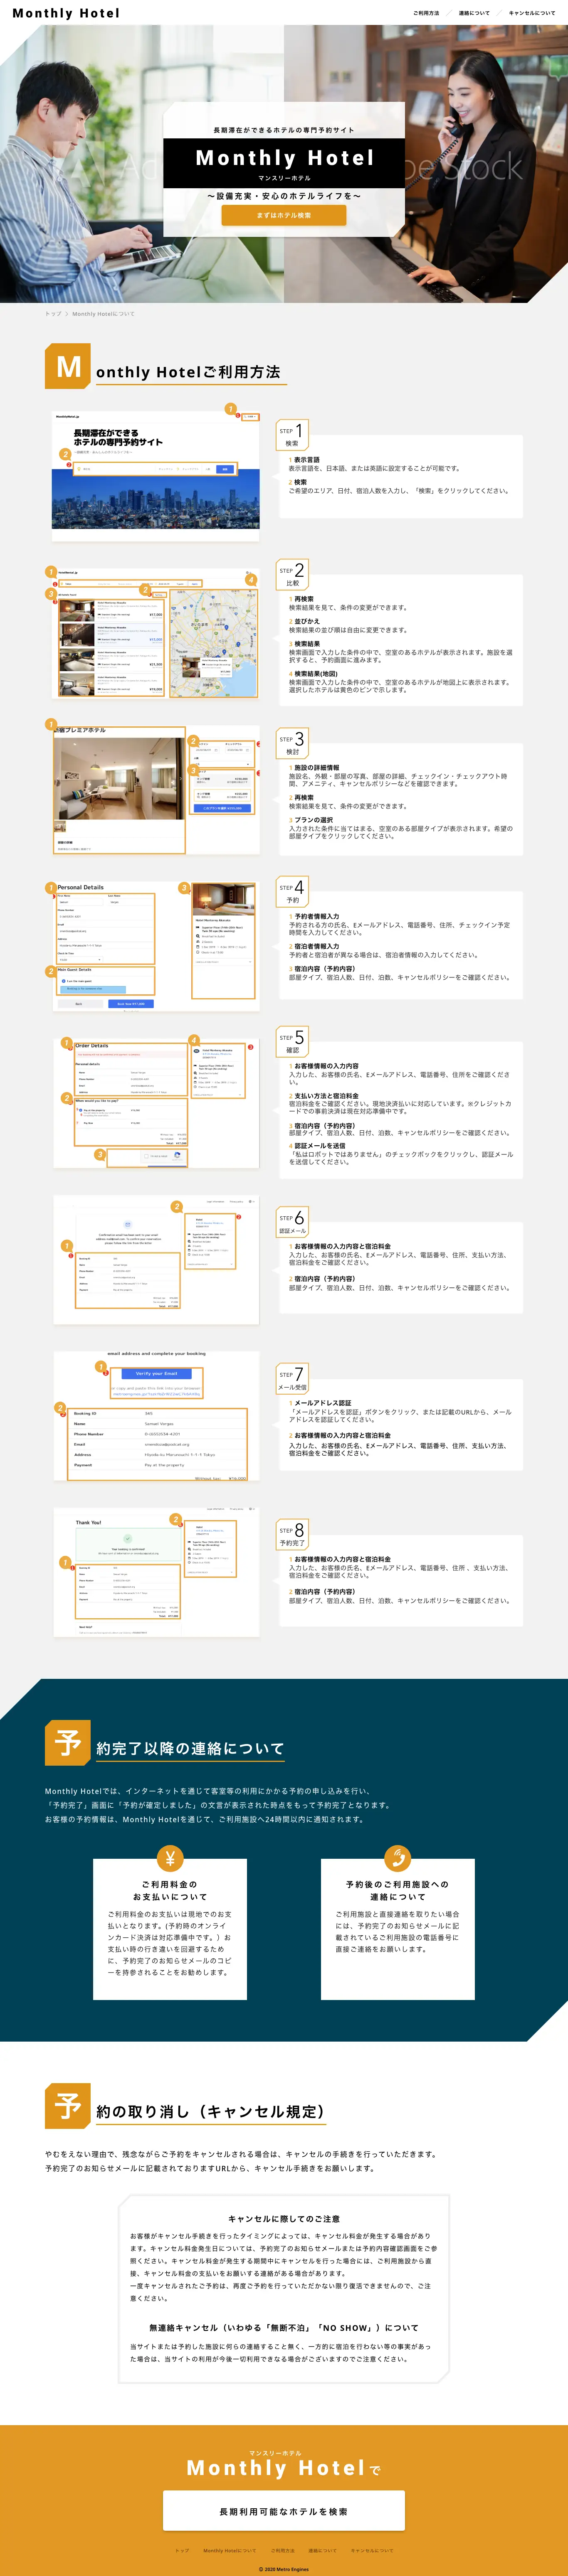 Monthly Hotel
ご利用方法
連絡について
キャンセルについて
長期滞在ができるホテルの専門予約サイト
Monthly Hotel
マンスリーホテル
～設備充実・安心のホテルライフを～
まずはホテル検索
トップ ＞ Monthly Hotelについて
Monthly Hotelご利用方法
長期滞在ができる
ホテルの専門予約サイト
STEP 1
検索
1 表示言語
表示言語を、日本語、または英語に設定することが可能です。
2 検索
ご希望のエリア、日付、宿泊人数を入力し、「検索」をクリックしてください。
STEP 2
比較
1 再検索
検索結果を見て、条件の変更ができます。
2 並びかえ
検索結果の並び順は自由に変更できます。
3 検索結果
検索画面で入力した条件の中で、空室のあるホテルが表示されます。施設を選
択すると、予約画面に進みます。
4 検索結果(地図)
検索画面で入力した条件の中で、空室のあるホテルが地図上に表示されます。
選択したホテルは黄色のピンで示します。
STEP 3
検討
1 施設の詳細情報
施設名、外観・部屋の写真、部屋の詳細、チェックイン・チェックアウト時
間、アメニティ、キャンセルポリシーなどを確認できます。
2 再検索
検索結果を見て、条件の変更ができます。
3 プランの選択
入力された条件に当てはまる、空室のある部屋タイプが表示されます。希望の
部屋タイプをクリックしてください。
Personal Details
Main Guest Details
STEP 4
予約
1 予約者情報入力
予約される方の氏名、Eメールアドレス、電話番号、住所、チェックイン予定
時間を入力してください。
2 宿泊者情報入力
予約者と宿泊者が異なる場合は、宿泊者情報の入力してください。
3 宿泊内容（予約内容）
部屋タイプ、宿泊人数、日付、泊数、キャンセルポリシーをご確認ください。
Order Details
Personal details
What would you like to pay?
STEP 5
確認
1 お客様情報の入力内容
入力した、お客様の氏名、Eメールアドレス、電話番号、住所をご確認くださ
い。
2 支払い方法と宿泊料金
宿泊料金をご確認ください。現地決済払いに対応しています。※クレジットカ
ードでの事前決済は現在対応準備中です。
3 宿泊内容（予約内容）
部屋タイプ、宿泊人数、日付、泊数、キャンセルポリシーをご確認ください。
4 認証メールを送信
「私はロボットではありません」のチェックボックをクリックし、認証メール
を送信してください。
STEP 6
認証メール
1 お客様情報の入力内容と宿泊料金
入力した、お客様の氏名、Eメールアドレス、電話番号、住所、支払い方法、
宿泊料金をご確認ください。
2 宿泊内容（予約内容）
部屋タイプ、宿泊人数、日付、泊数、キャンセルポリシーをご確認ください。
email address and complete your booking
Verify your Email
Booking ID
Name
Phone Number
Email
Address
Payment
Pay at the property
STEP 7
メール受信
1 メールアドレス認証
「メールアドレスを認証」ボタンをクリック、または記載のURLから、メール
アドレスを認証してください。
2 お客様情報の入力内容と宿泊料金
入力した、お客様の氏名、Eメールアドレス、電話番号、住所、支払い方法、
宿泊料金をご確認ください。
Thank You!
STEP 8
予約完了
1 お客様情報の入力内容と宿泊料金
入力した、お客様の氏名、Eメールアドレス、電話番号、住所 、支払い方法、
宿泊料金をご確認ください。
2 宿泊内容（予約内容）
部屋タイプ、宿泊人数、日付、泊数、キャンセルポリシーをご確認ください。
予約完了以降の連絡について
Monthly Hotelでは、インターネットを通じて客室等の利用にかかる予約の申し込みを行い、
「予約完了」画面に「予約が確定しました」の文言が表示された時点をもって予約完了となります。
お客様の予約情報は、Monthly Hotelを通じて、ご利用施設へ24時間以内に通知されます。
ご利用料金の
お支払いについて
ご利用料金のお支払いは現地でのお支
払いとなります。(予約時のオンライ
ンカード決済は対応準備中です。）お
支払い時の行き違いを回避するため
に、予約完了のお知らせメールのコピ
ーを持参されることをお勧めします。
予約後のご利用施設への
連絡について
ご利用施設と直接連絡を取りたい場合
には、予約完了のお知らせメールに記
載されているご利用施設の電話番号に
直接ご連絡をお願いします。
予約の取り消し（キャンセル規定）
やむをえない理由で、残念ながらご予約をキャンセルされる場合は、キャンセルの手続きを行っていただきます。
予約完了のお知らせメールに記載されておりますURLから、キャンセル手続きをお願いします。
キャンセルに際してのご注意
お客様がキャンセル手続きを行ったタイミングによっては、キャンセル料金が発生する場合があり
ます。キャンセル料金発生日については、予約完了のお知らせメールまたは予約内容確認画面をご参
照ください。キャンセル料金が発生する期間中にキャンセルを行った場合には、ご利用施設から直
接、キャンセル料金の支払いをお願いする連絡がある場合があります。
一度キャンセルされたご予約は、再度ご予約を行っていただかない限り復活できませんので、ご注
意ください。
無連絡キャンセル（いわゆる「無断不泊」「NO SHOW」）について
当サイトまたは予約した施設に何らの連絡すること無く、一方的に宿泊を行わない等の事実があっ
た場合は、当サイトの利用が今後一切利用できなる場合がございますのでご注意ください。
マンスリーホテル
Monthly Hotelで
長期利用可能なホテルを検索
トップ
Monthly Hotelについて
ご利用方法
連絡について
キャンセルについて
© 2020 Metro Engines